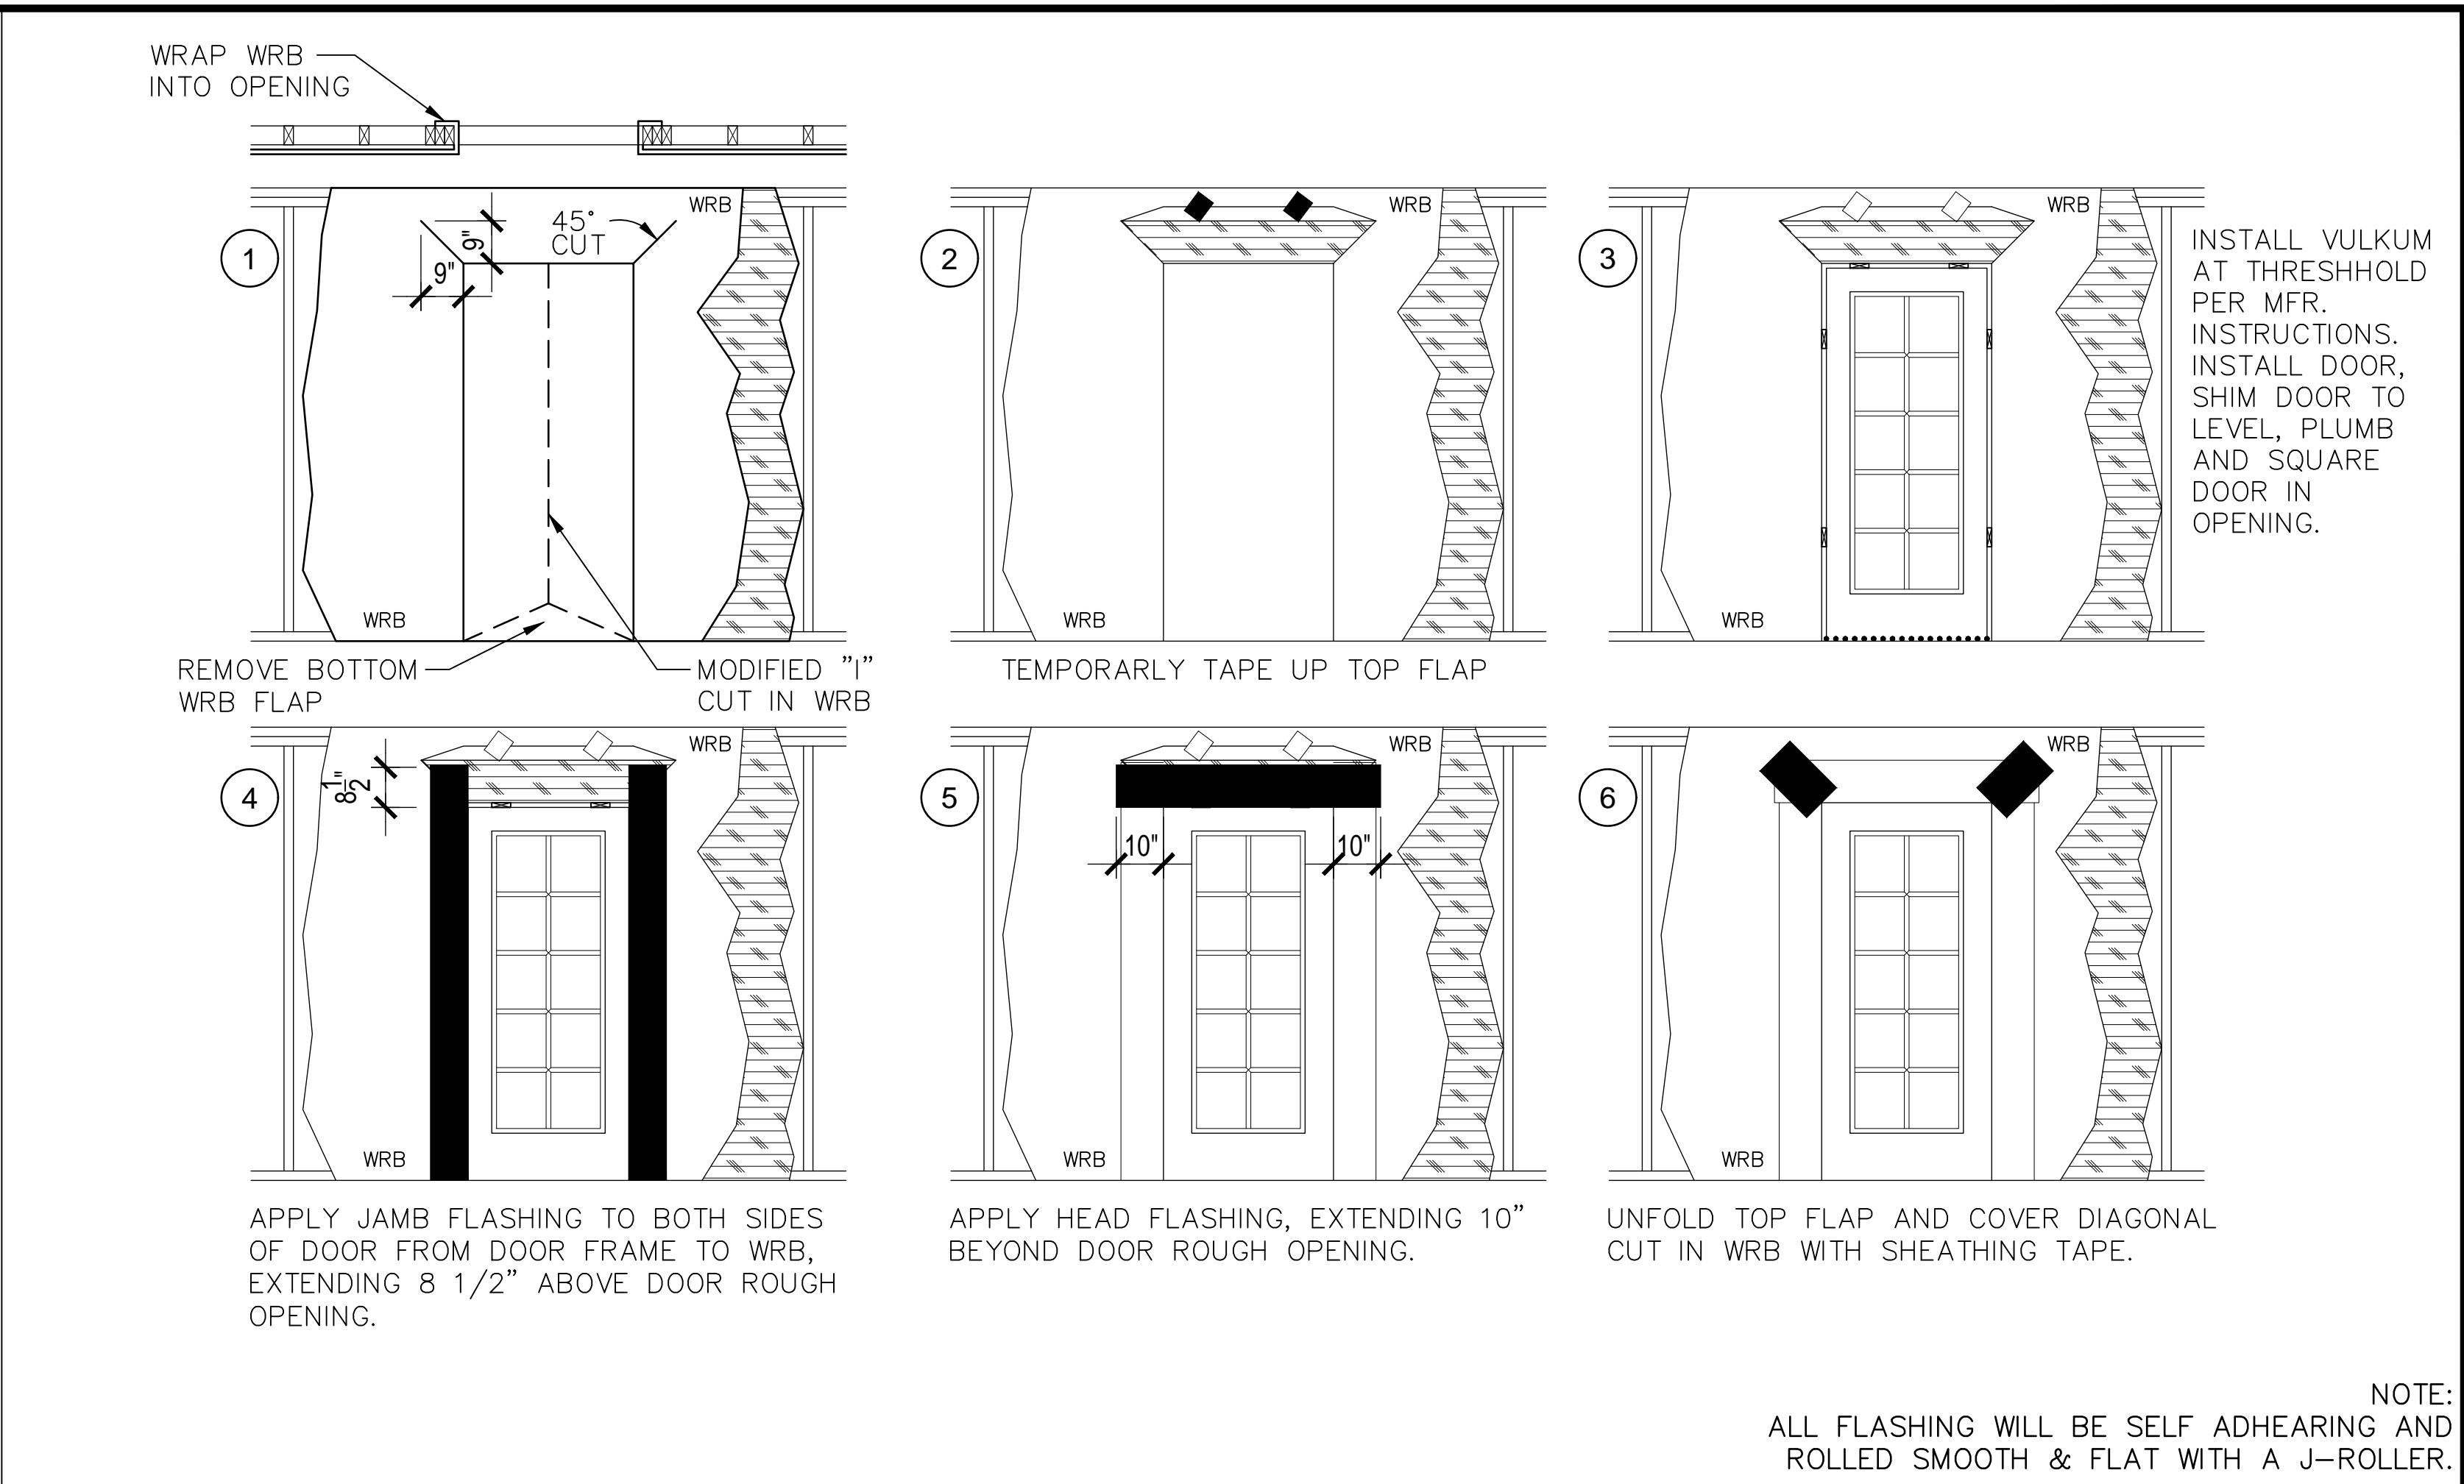 WRAP WRB
INTO OPENING
1
WRB
9"
9"
45°
CUT
WRB
REMOVE BOTTOM
WRB FLAP
MODIFIED "I"
CUT IN WRB
2
WRB
WRB
TEMPORARLY TAPE UP TOP FLAP
3
WRB
WRB
INSTALL VULKUM
AT THRESHHOLD
PER MFR.
INSTRUCTIONS.
INSTALL DOOR,
SHIM DOOR TO
LEVEL, PLUMB
AND SQUARE
DOOR IN
OPENING.
4
WRB
8 1/2"
WRB
APPLY JAMB FLASHING TO BOTH SIDES
OF DOOR FROM DOOR FRAME TO WRB,
EXTENDING 8 1/2" ABOVE DOOR ROUGH
OPENING.
5
WRB
10"
10"
WRB
APPLY HEAD FLASHING, EXTENDING 10"
BEYOND DOOR ROUGH OPENING.
6
WRB
WRB
UNFOLD TOP FLAP AND COVER DIAGONAL
CUT IN WRB WITH SHEATHING TAPE.
NOTE:
ALL FLASHING WILL BE SELF ADHEARING AND
ROLLED SMOOTH & FLAT WITH A J-ROLLER.